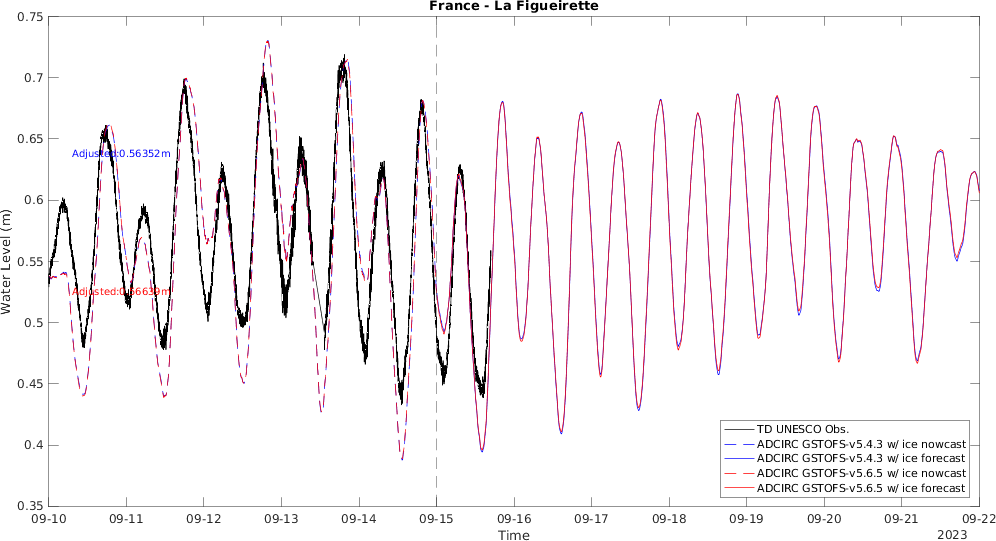 France - La Figueirette
Water Level (m)
0.75
0.7
0.65
0.6
0.55
0.5
0.45
0.4
0.35
Adjusted:0.56352m
Adjusted:0.56639m
TD UNESCO Obs.
ADCIRC GSTOFS-v5.4.3 w/ ice nowcast
ADCIRC GSTOFS-v5.4.3 w/ ice forecast
ADCIRC GSTOFS-v5.6.5 w/ ice nowcast
ADCIRC GSTOFS-v5.6.5 w/ ice forecast
09-10 09-11 09-12 09-13 09-14 09-15 09-16 09-17 09-18 09-19 09-20 09-21 09-22
Time
2023